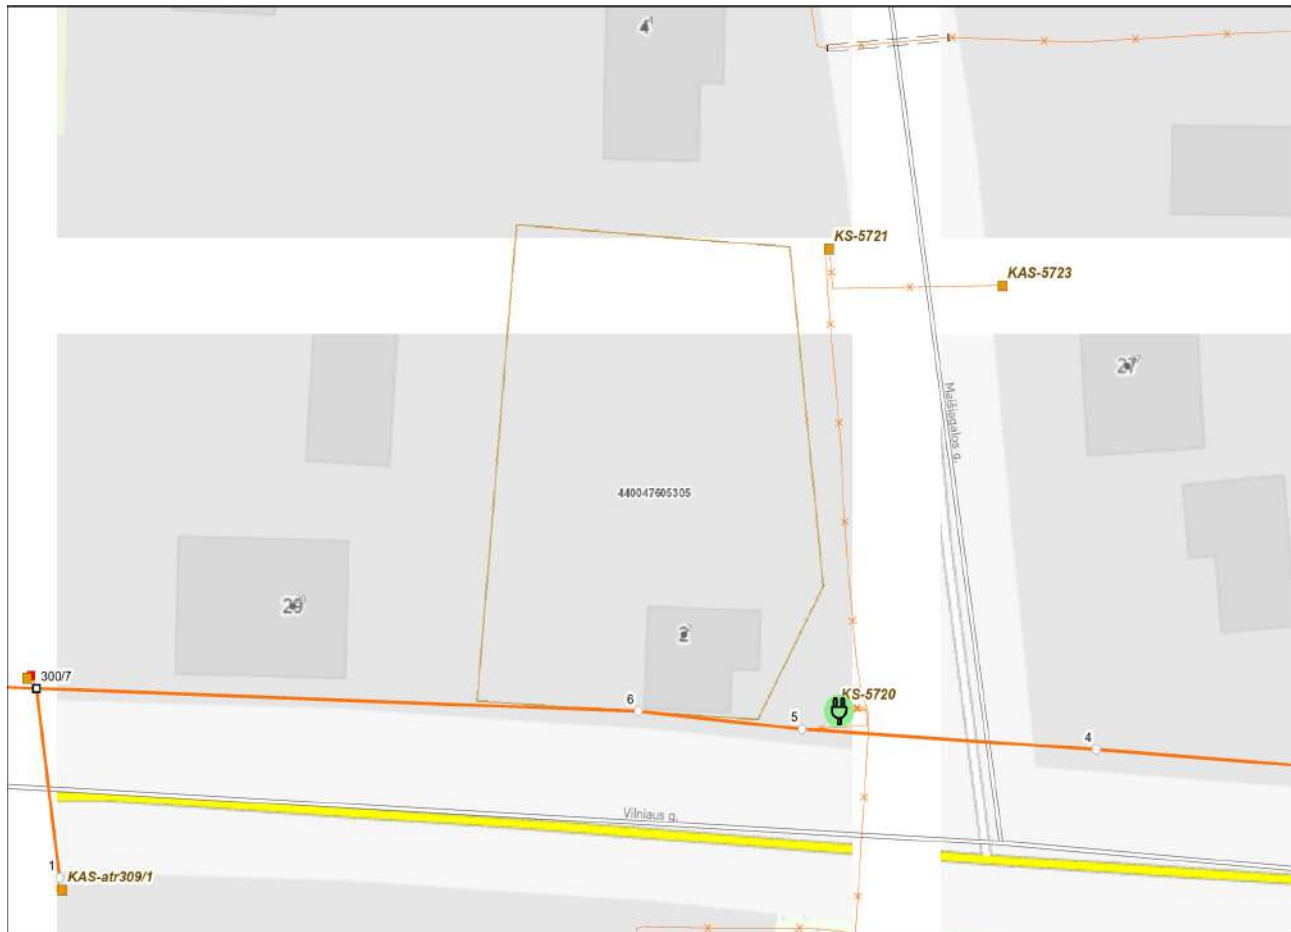 4
KS-5721
KAS-5723
27
Maišiagalos g.
440047605305
29
2
300/7
6
KS-5720
5
4
Vilniaus g.
1
KAS-atr309/1